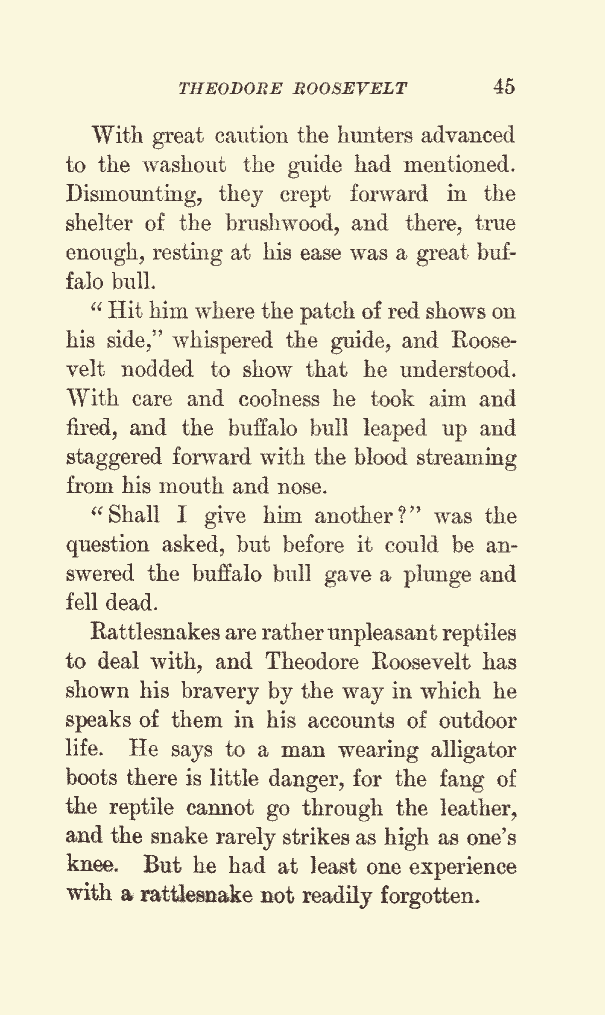 THEODORE ROOSEVELT 45
With great caution the hunters advanced
to the washout the guide had mentioned.
Dismounting, they crept forward in the
shelter of the brushwood, and there, true
enough, resting at his ease was a great buf-
falo bull.
“Hit him where the patch of red shows on
his side,” whispered the guide, and Roose-
velt nodded to show that he understood.
With care and coolness he took aim and
fired, and the buffalo bull leaped up and
staggered forward with the blood streaming
from his mouth and nose.
“Shall I give him another?” was the
question asked, but before it could be an-
swered the buffalo bull gave a plunge and
fell dead.
Rattlesnakes are rather unpleasant reptiles
to deal with, and Theodore Roosevelt has
shown his bravery by the way in which he
speaks of them in his accounts of outdoor
life. He says to a man wearing alligator
boots there is little danger, for the fang of
the reptile cannot go through the leather,
and the snake rarely strikes as high as one’s
knee. But he had at least one experience
with a rattlesnake not readily forgotten.